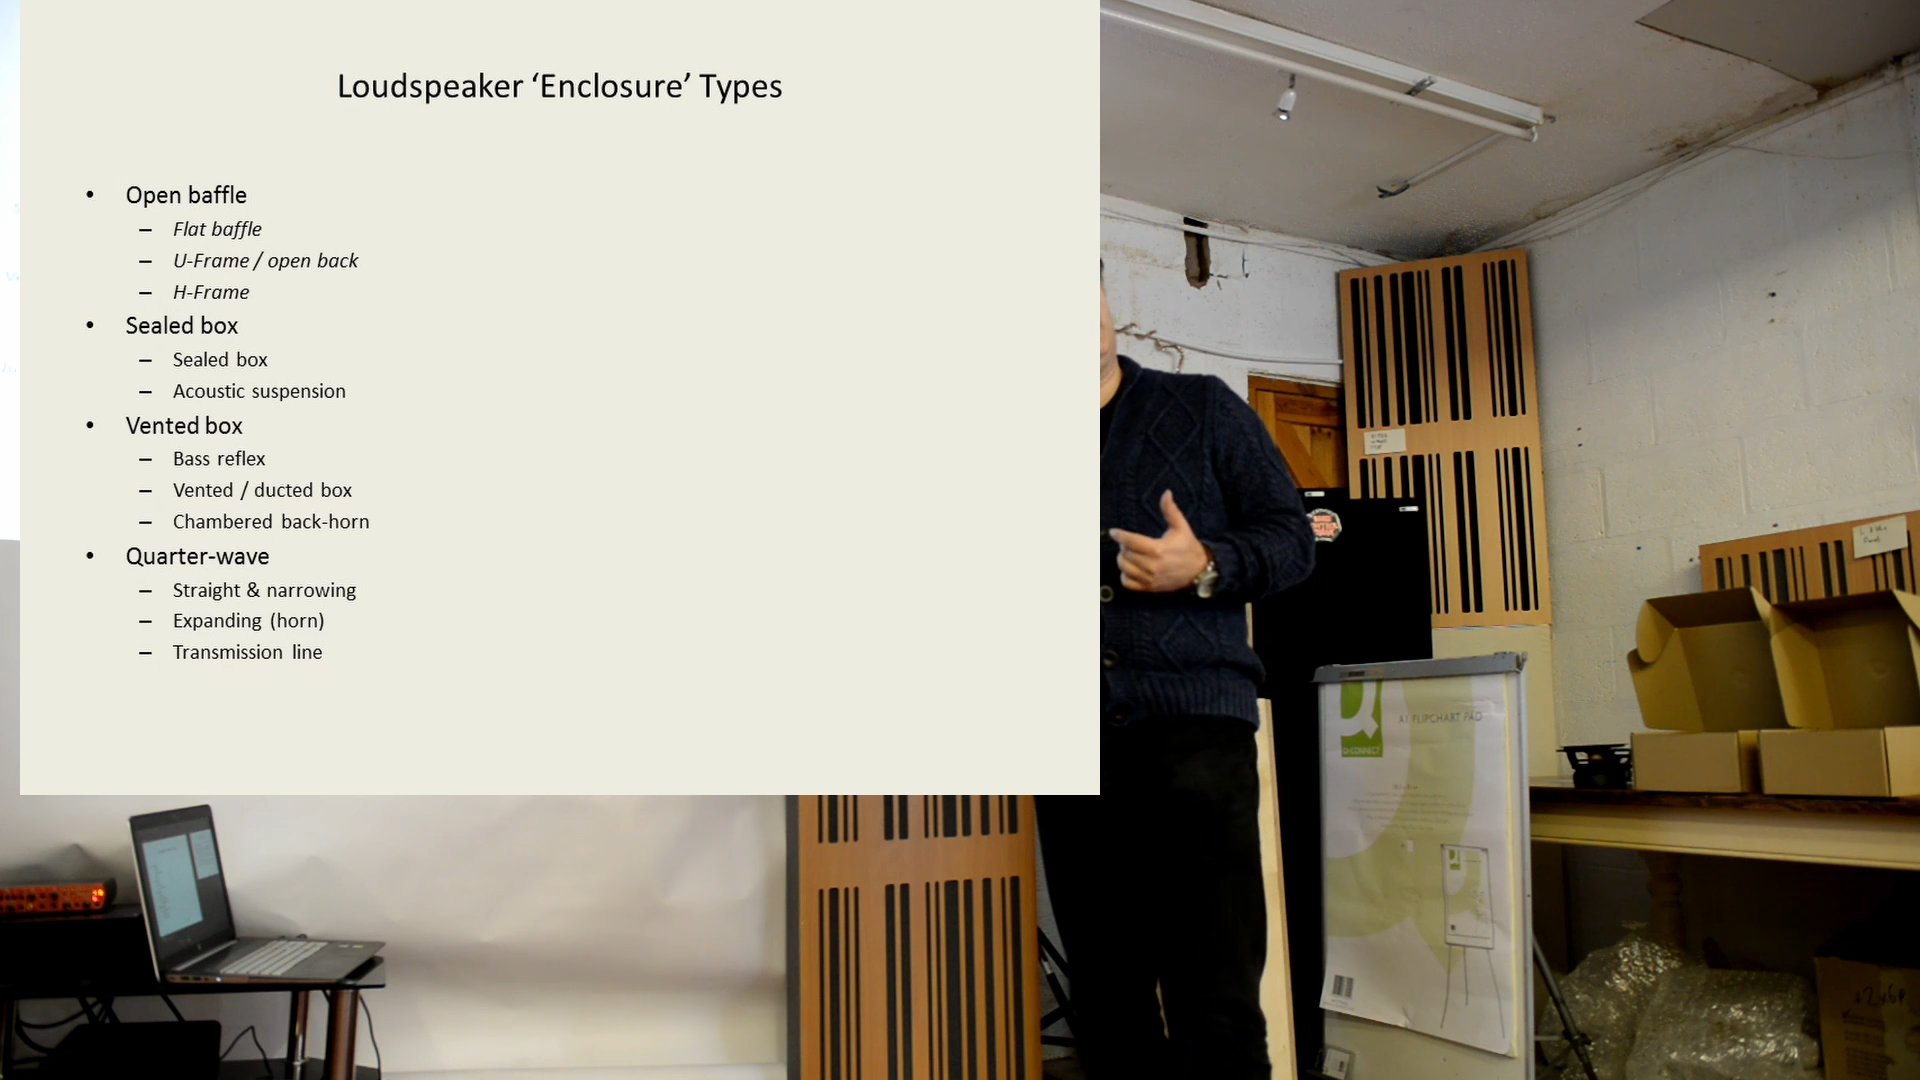 Loudspeaker ‘Enclosure’ Types
• Open baffle
– Flat baffle
– U-Frame / open back
– H-Frame
• Sealed box
– Sealed box
– Acoustic suspension
• Vented box
– Bass reflex
– Vented / ducted box
– Chambered back-horn
• Quarter-wave
– Straight & narrowing
– Expanding (horn)
– Transmission line
A1 FLIPCHART PAD
Q-CONNECT